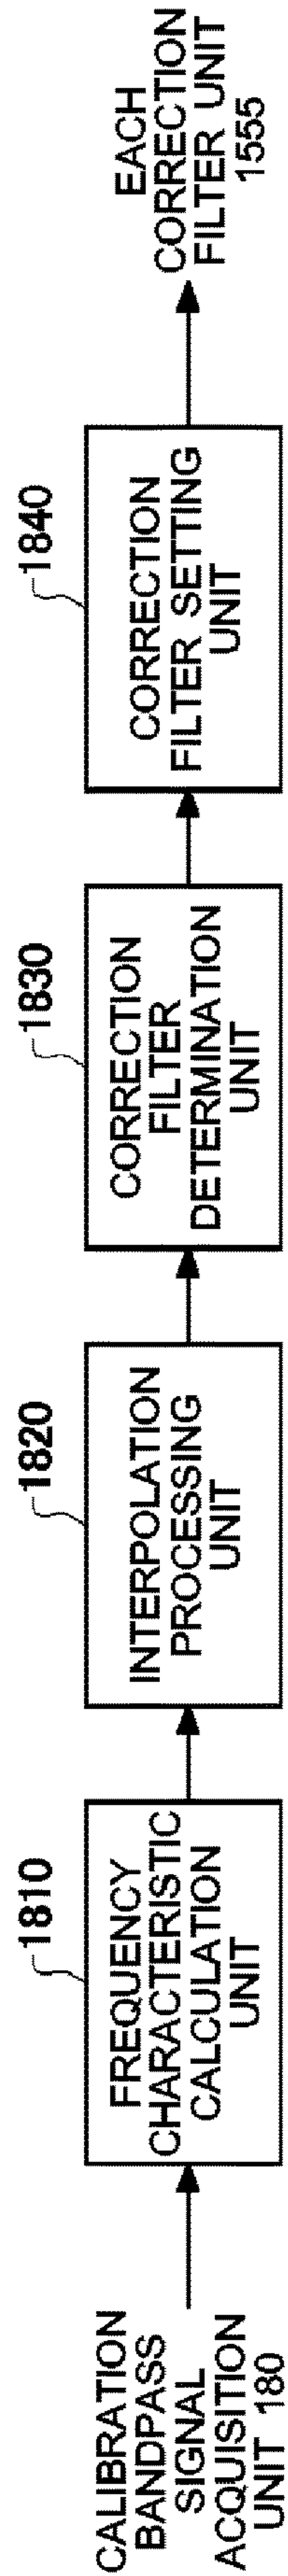 CALIBRATION
BANDPASS
SIGNAL
ACQUISITION
UNIT 180
1810
FREQUENCY
CHARACTERISTIC
CALCULATION
UNIT
1820
INTERPOLATION
PROCESSING
UNIT
1830
CORRECTION
FILTER
DETERMINATION
UNIT
1840
CORRECTION
FILTER SETTING
UNIT
EACH
CORRECTION
FILTER UNIT
1555